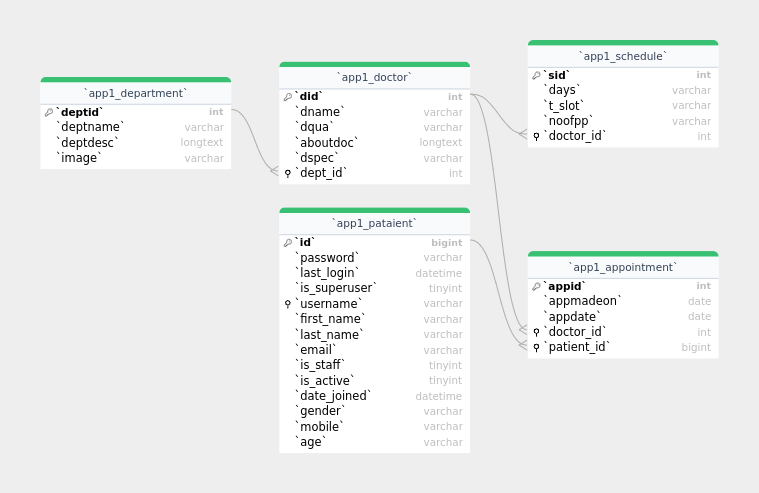 `app1_department`
`deptid` int
`deptname` varchar
`deptdesc` longtext
`image` varchar
`app1_doctor`
`did` int
`dname` varchar
`dqua` varchar
`aboutdoc` longtext
`dspec` varchar
`dept_id` int
`app1_pataient`
`id` bigint
`password` varchar
`last_login` datetime
`is_superuser` tinyint
`username` varchar
`first_name` varchar
`last_name` varchar
`email` varchar
`is_staff` tinyint
`is_active` tinyint
`date_joined` datetime
`gender` varchar
`mobile` varchar
`age` varchar
`app1_schedule`
`sid` int
`days` varchar
`t_slot` varchar
`noofpp` varchar
`doctor_id` int
`app1_appointment`
`appid` int
`appmadeon` date
`appdate` date
`doctor_id` int
`patient_id` bigint